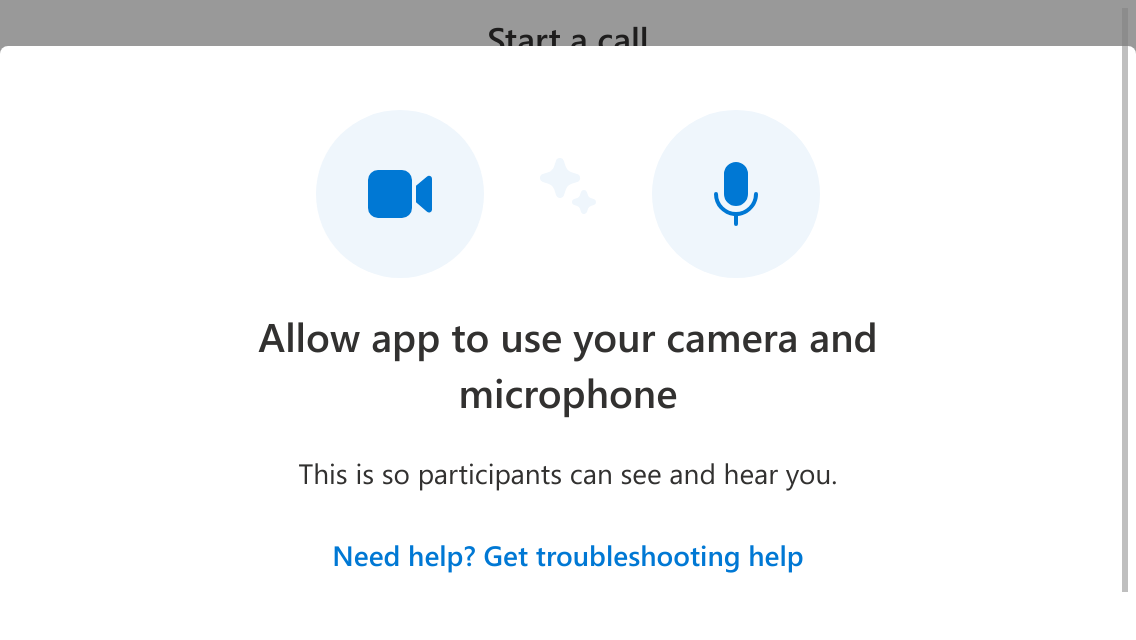 Start a call
Allow app to use your camera and
microphone
This is so participants can see and hear you.
Need help? Get troubleshooting help